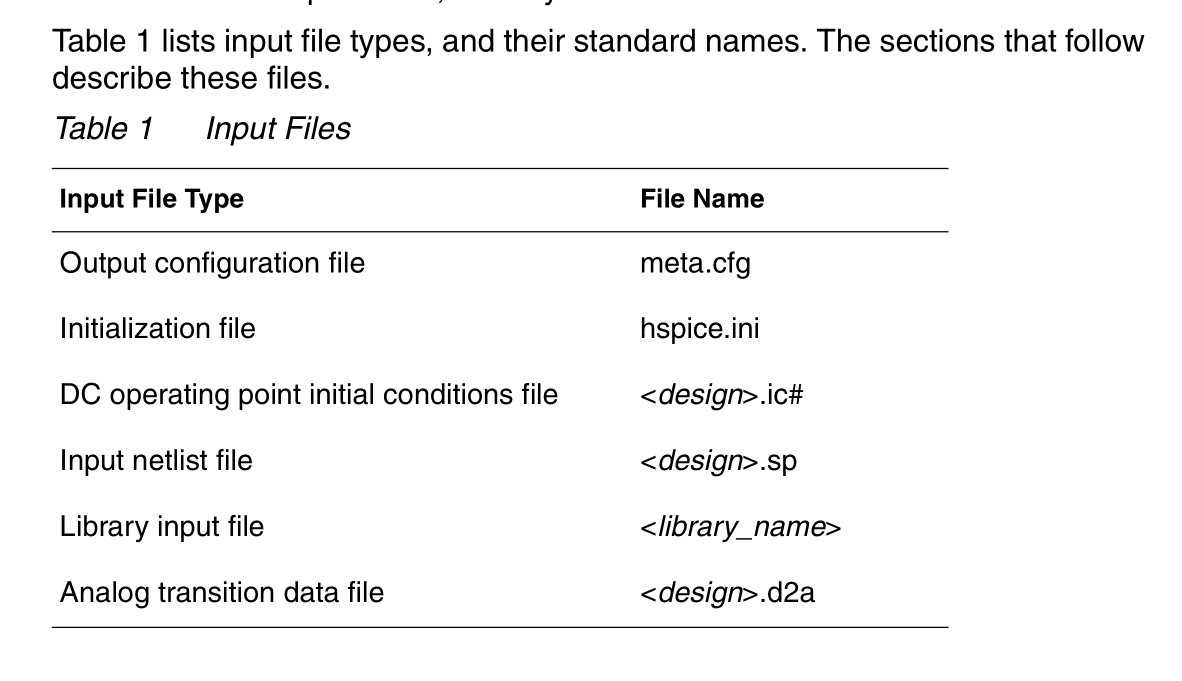 Table 1 lists input file types, and their standard names. The sections that follow
describe these files.
Table 1 Input Files
Input File Type File Name
Output configuration file meta.cfg
Initialization file hspice.ini
DC operating point initial conditions file <design>.ic#
Input netlist file <design>.sp
Library input file <library_name>
Analog transition data file <design>.d2a